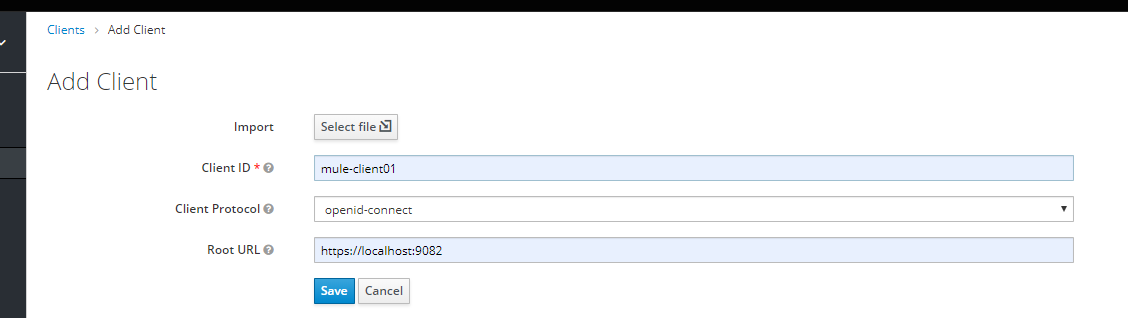 Clients > Add Client
Add Client
Import Select file
Client ID *
mule-client01
Client Protocol
openid-connect
Root URL
https://localhost:9082
Save Cancel